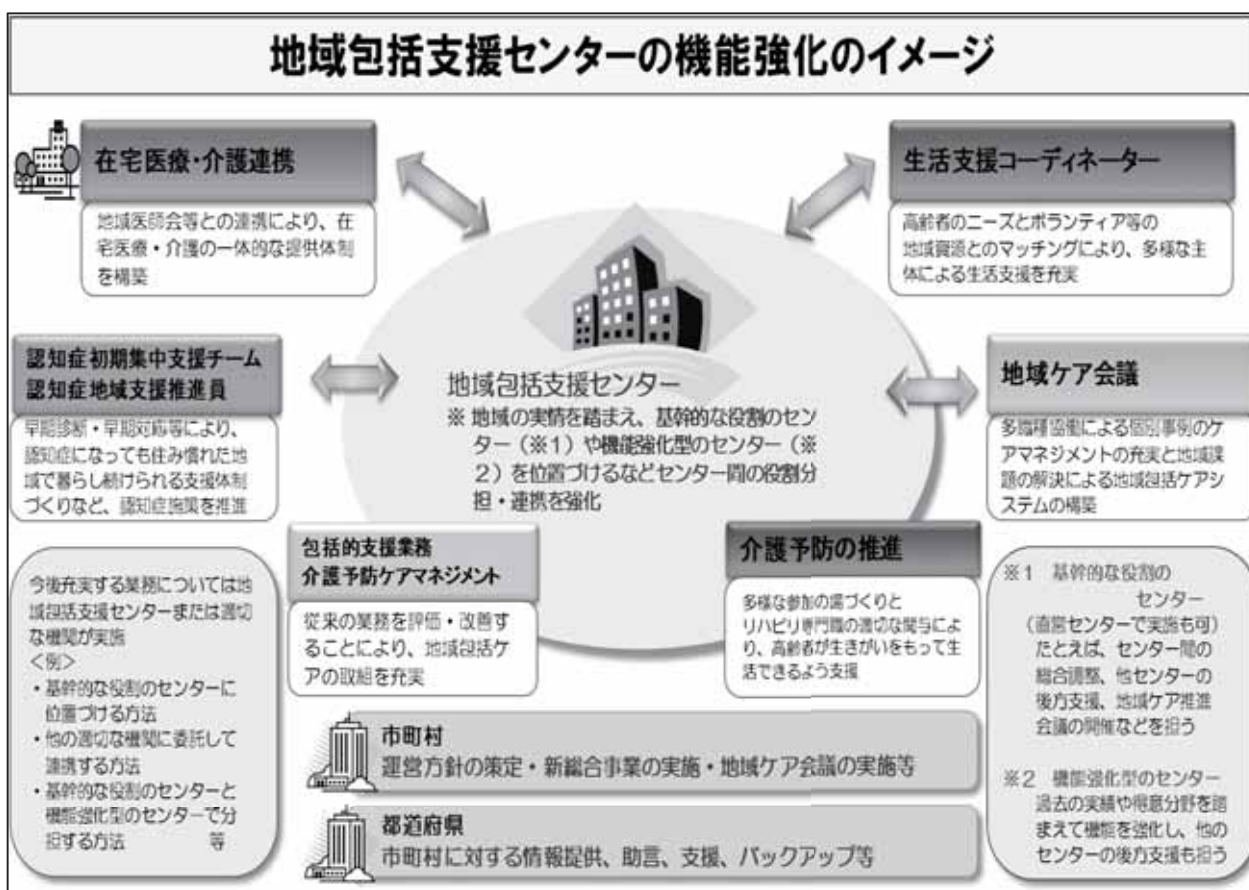 地域包括支援センターの機能強化のイメージ
在宅医療・介護連携
地域医師会等との連携により、在
宅医療・介護の一体的な提供体制
を構築
生活支援コーディネーター
高齢者のニーズとボランティア等の
地域資源とのマッチングにより、多様な主
体による生活支援を充実
認知症初期集中支援チーム
認知症地域支援推進員
早期診断・早期対応等により、
認知症になっても住み慣れた地
域で暮らし続けられる支援体制
づくりなど、認知症施策を推進
地域包括支援センター
※ 地域の実情を踏まえ、基幹的な役割のセン
ター（※１）や機能強化型のセンター（※
２）を位置づけるなどセンター間の役割分
担・連携を強化
地域ケア会議
多職種協働による個別事例のケ
アマネジメントの充実と地域課
題の解決による地域包括ケアシ
ステムの構築
包括的支援業務
介護予防ケアマネジメント
従来の業務を評価・改善す
ることにより、地域包括ケ
アの取組を充実
介護予防の推進
多様な参加の場づくりと
リハビリ専門職の適切な関与によ
り、高齢者が生きがいをもって生
活できるよう支援
今後充実する業務については地
域包括支援センターまたは適切
な機関が実施
＜例＞
・基幹的な役割のセンターに
位置づける方法
・他の適切な機関に委託して
連携する方法
・基幹的な役割のセンターと
機能強化型のセンターで分
担する方法 等
※１ 基幹的な役割の
センター
（直営センターで実施も可）
たとえば、センター間の
総合調整、他センターの
後方支援、地域ケア推進
会議の開催などを担う
※２ 機能強化型のセンター
過去の実績や得意分野を踏
まえて機能を強化し、他の
センターの後方支援も担う
市町村
運営方針の策定・新総合事業の実施・地域ケア会議の実施等
都道府県
市町村に対する情報提供、助言、支援、バックアップ等